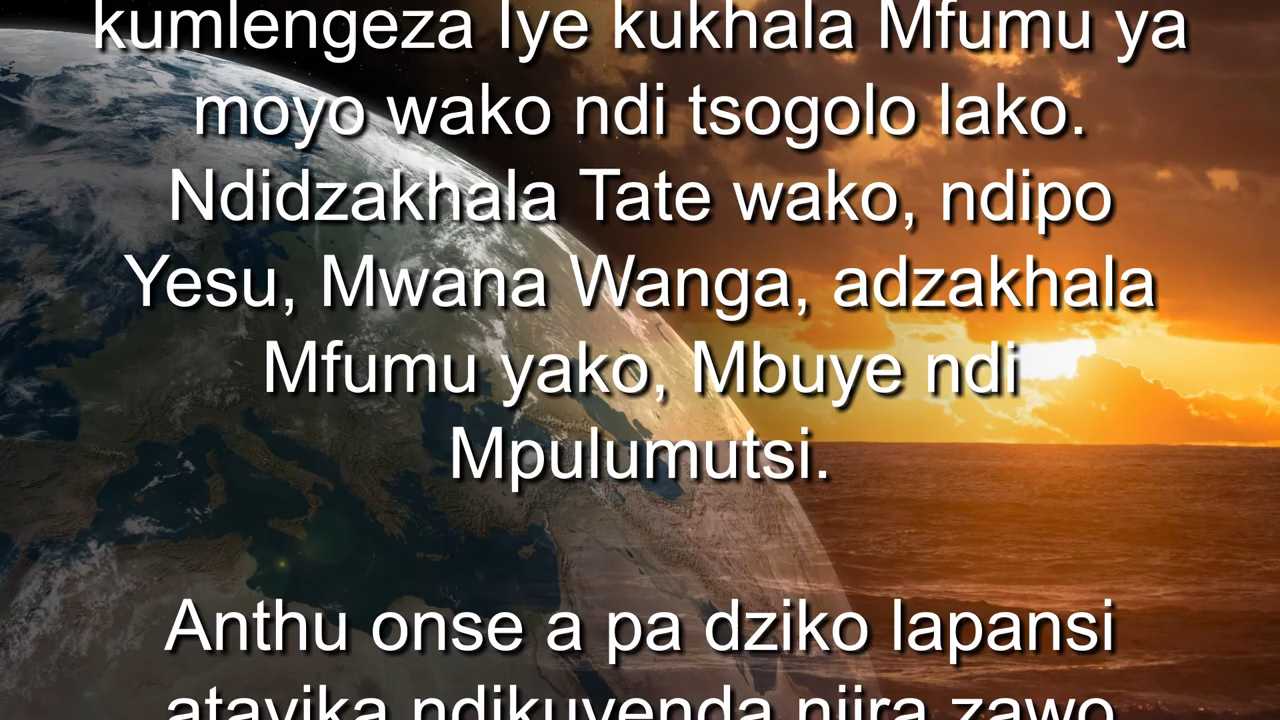 kumlengeza Iye kukhala Mfumu ya
moyo wako ndi tsogolo lako.
Ndidzakhala Tate wako, ndipo
Yesu, Mwana Wanga, adzakhala
Mfumu yako, Mbuye ndi
Mpulumutsi.
Anthu onse a pa dziko lapansi
atayika ndikuyenda njira zawo